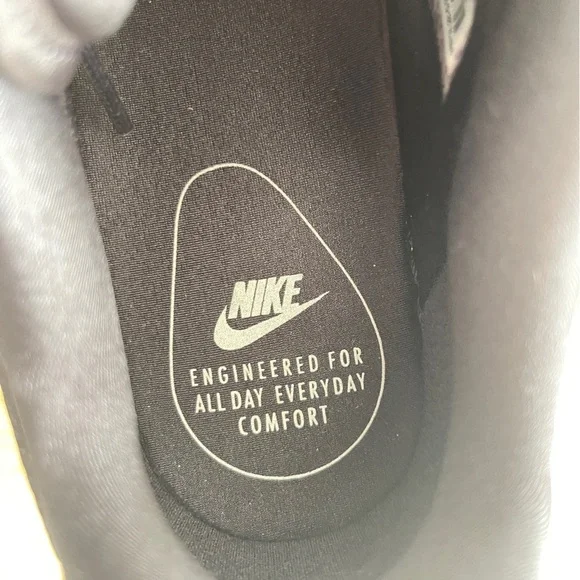 NIKE
ENGINEERED FOR
ALL DAY EVERYDAY
COMFORT